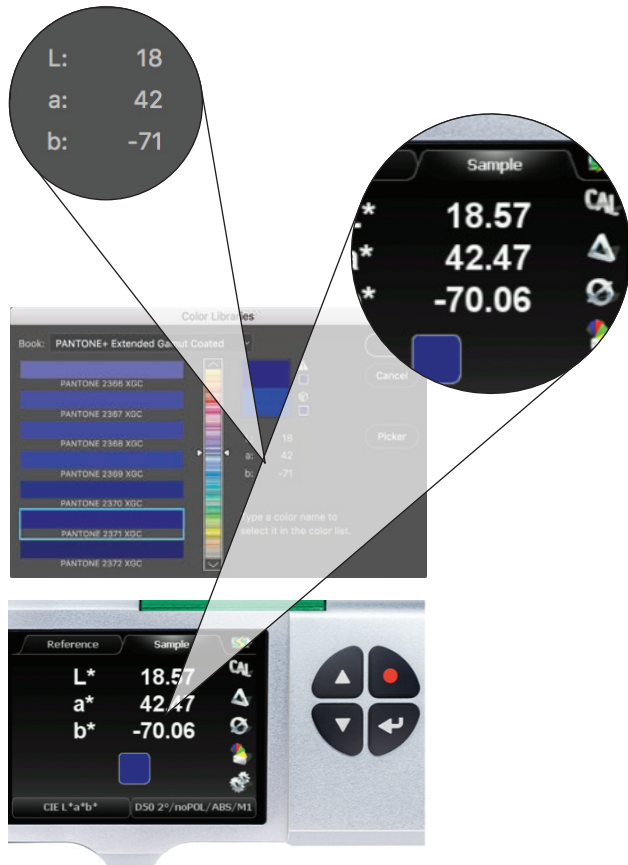 L: 18
a: 42
b: -71
Sample
L* 18.57
a* 42.47
* -70.06
CAL
Color Libraries
Book: PANTONE+ Extended Gamut Coated
PANTONE 2366 XGC
PANTONE 2367 XGC
PANTONE 2368 XGC
PANTONE 2369 XGC
PANTONE 2370 XGC
PANTONE 2371 XGC
PANTONE 2372 XGC
Cancel
Picker
18
a: 42
b: -71
Type a color name to
select it in the color list.
Reference Sample
L* 18.57
a* 42.47
b* -70.06
CAL
CIE L*a*b* D50 2°/noPOL/ABS/M1